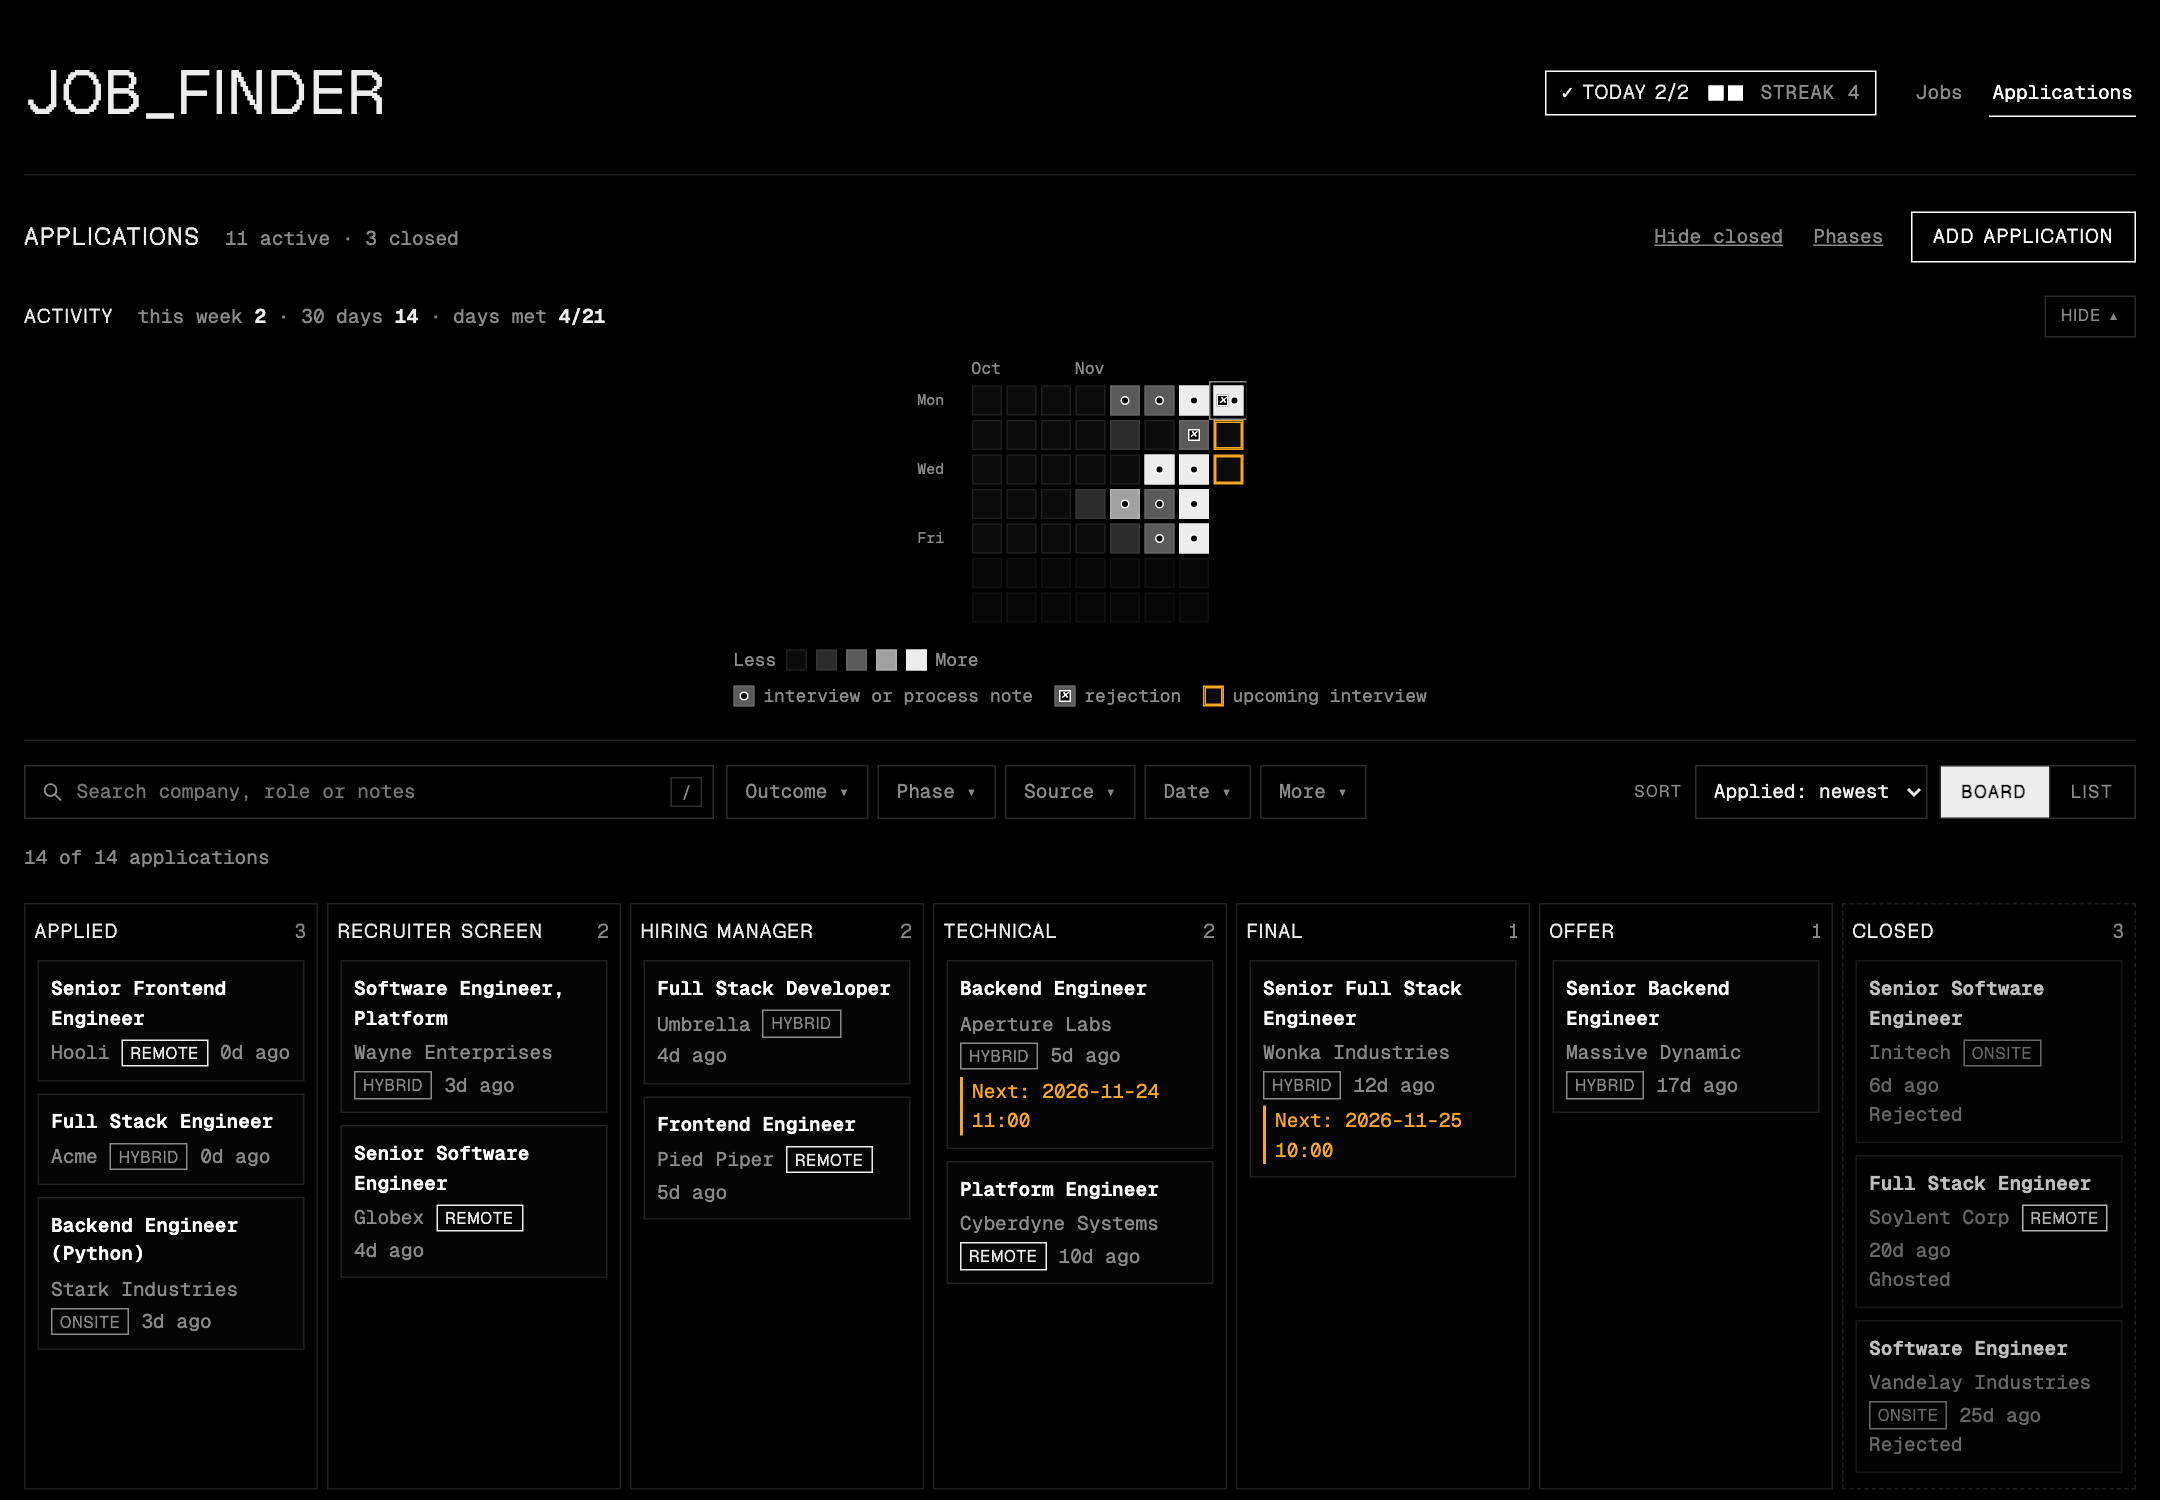 JOB_FINDER
✓ TODAY 2/2 STREAK 4
Jobs
Applications
APPLICATIONS 11 active · 3 closed
Hide closed
Phases
ADD APPLICATION
ACTIVITY this week 2 · 30 days 14 · days met 4/21
HIDE ▲
Oct Nov
Mon
Wed
Fri
Less More
interview or process note rejection upcoming interview
Search company, role or notes /
Outcome ▾
Phase ▾
Source ▾
Date ▾
More ▾
SORT Applied: newest
BOARD
LIST
14 of 14 applications
APPLIED 3
Senior Frontend
Engineer
Hooli REMOTE 0d ago
Full Stack Engineer
Acme HYBRID 0d ago
Backend Engineer
(Python)
Stark Industries
ONSITE 3d ago
RECRUITER SCREEN 2
Software Engineer,
Platform
Wayne Enterprises
HYBRID 3d ago
Senior Software
Engineer
Globex REMOTE
4d ago
HIRING MANAGER 2
Full Stack Developer
Umbrella HYBRID
4d ago
Frontend Engineer
Pied Piper REMOTE
5d ago
TECHNICAL 2
Backend Engineer
Aperture Labs
HYBRID 5d ago
Next: 2026-11-24
11:00
Platform Engineer
Cyberdyne Systems
REMOTE 10d ago
FINAL 1
Senior Full Stack
Engineer
Wonka Industries
HYBRID 12d ago
Next: 2026-11-25
10:00
OFFER 1
Senior Backend
Engineer
Massive Dynamic
HYBRID 17d ago
CLOSED 3
Senior Software
Engineer
Initech ONSITE
6d ago
Rejected
Full Stack Engineer
Soylent Corp REMOTE
20d ago
Ghosted
Software Engineer
Vandelay Industries
ONSITE 25d ago
Rejected